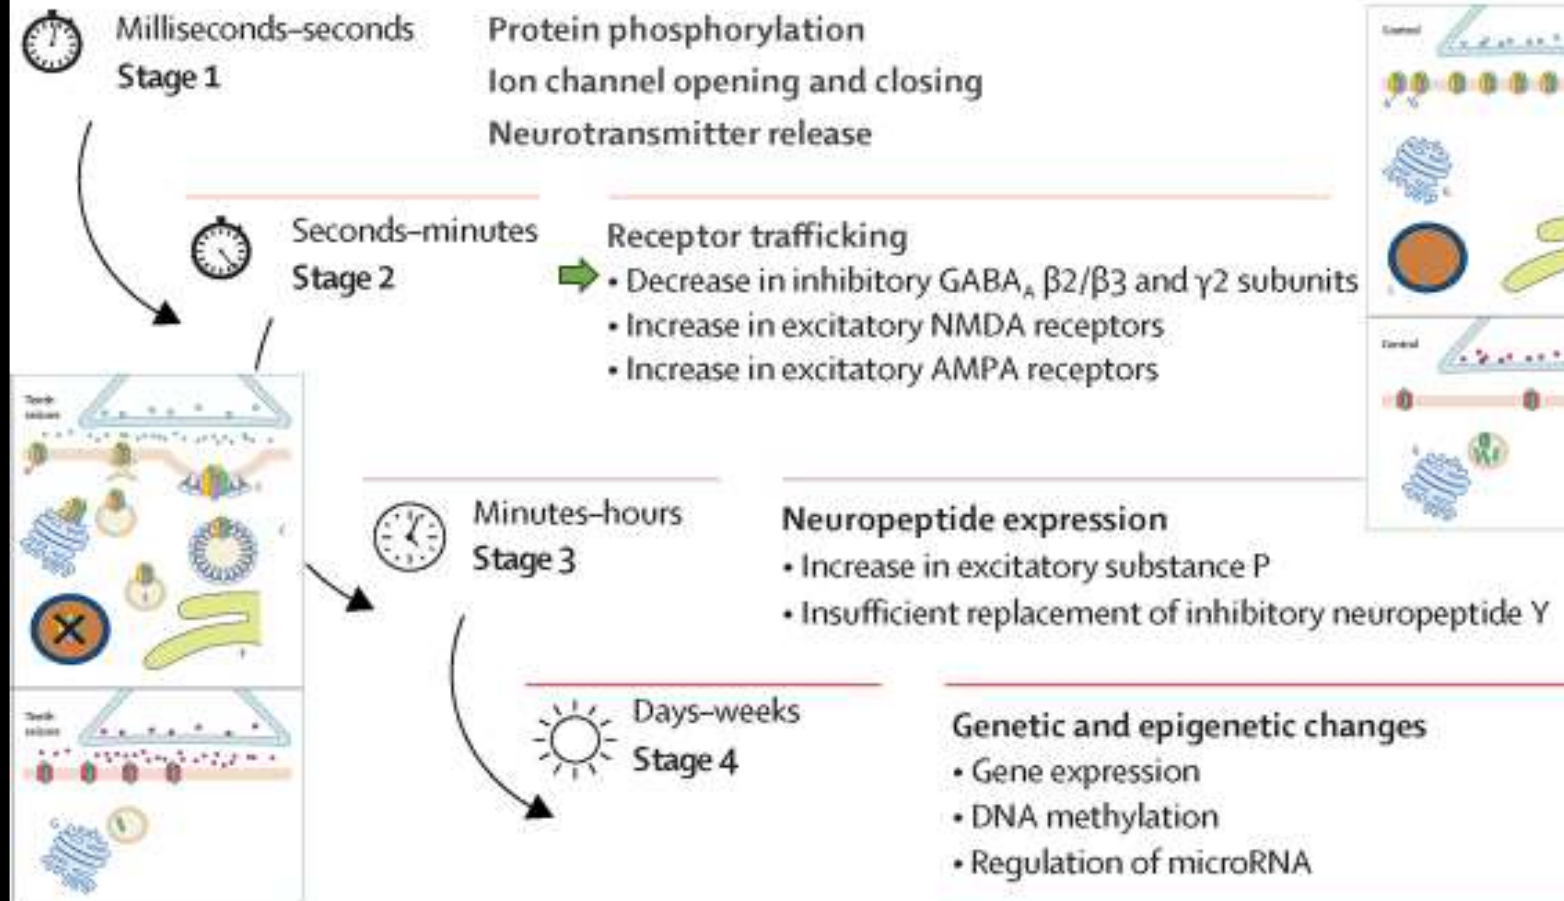 Milliseconds–seconds
Stage 1
Protein phosphorylation
Ion channel opening and closing
Neurotransmitter release
Control
Seconds–minutes
Stage 2
Receptor trafficking
• Decrease in inhibitory GABAA β2/β3 and γ2 subunits
• Increase in excitatory NMDA receptors
• Increase in excitatory AMPA receptors
Control
Minutes–hours
Stage 3
Neuropeptide expression
• Increase in excitatory substance P
• Insufficient replacement of inhibitory neuropeptide Y
Days–weeks
Stage 4
Genetic and epigenetic changes
• Gene expression
• DNA methylation
• Regulation of microRNA